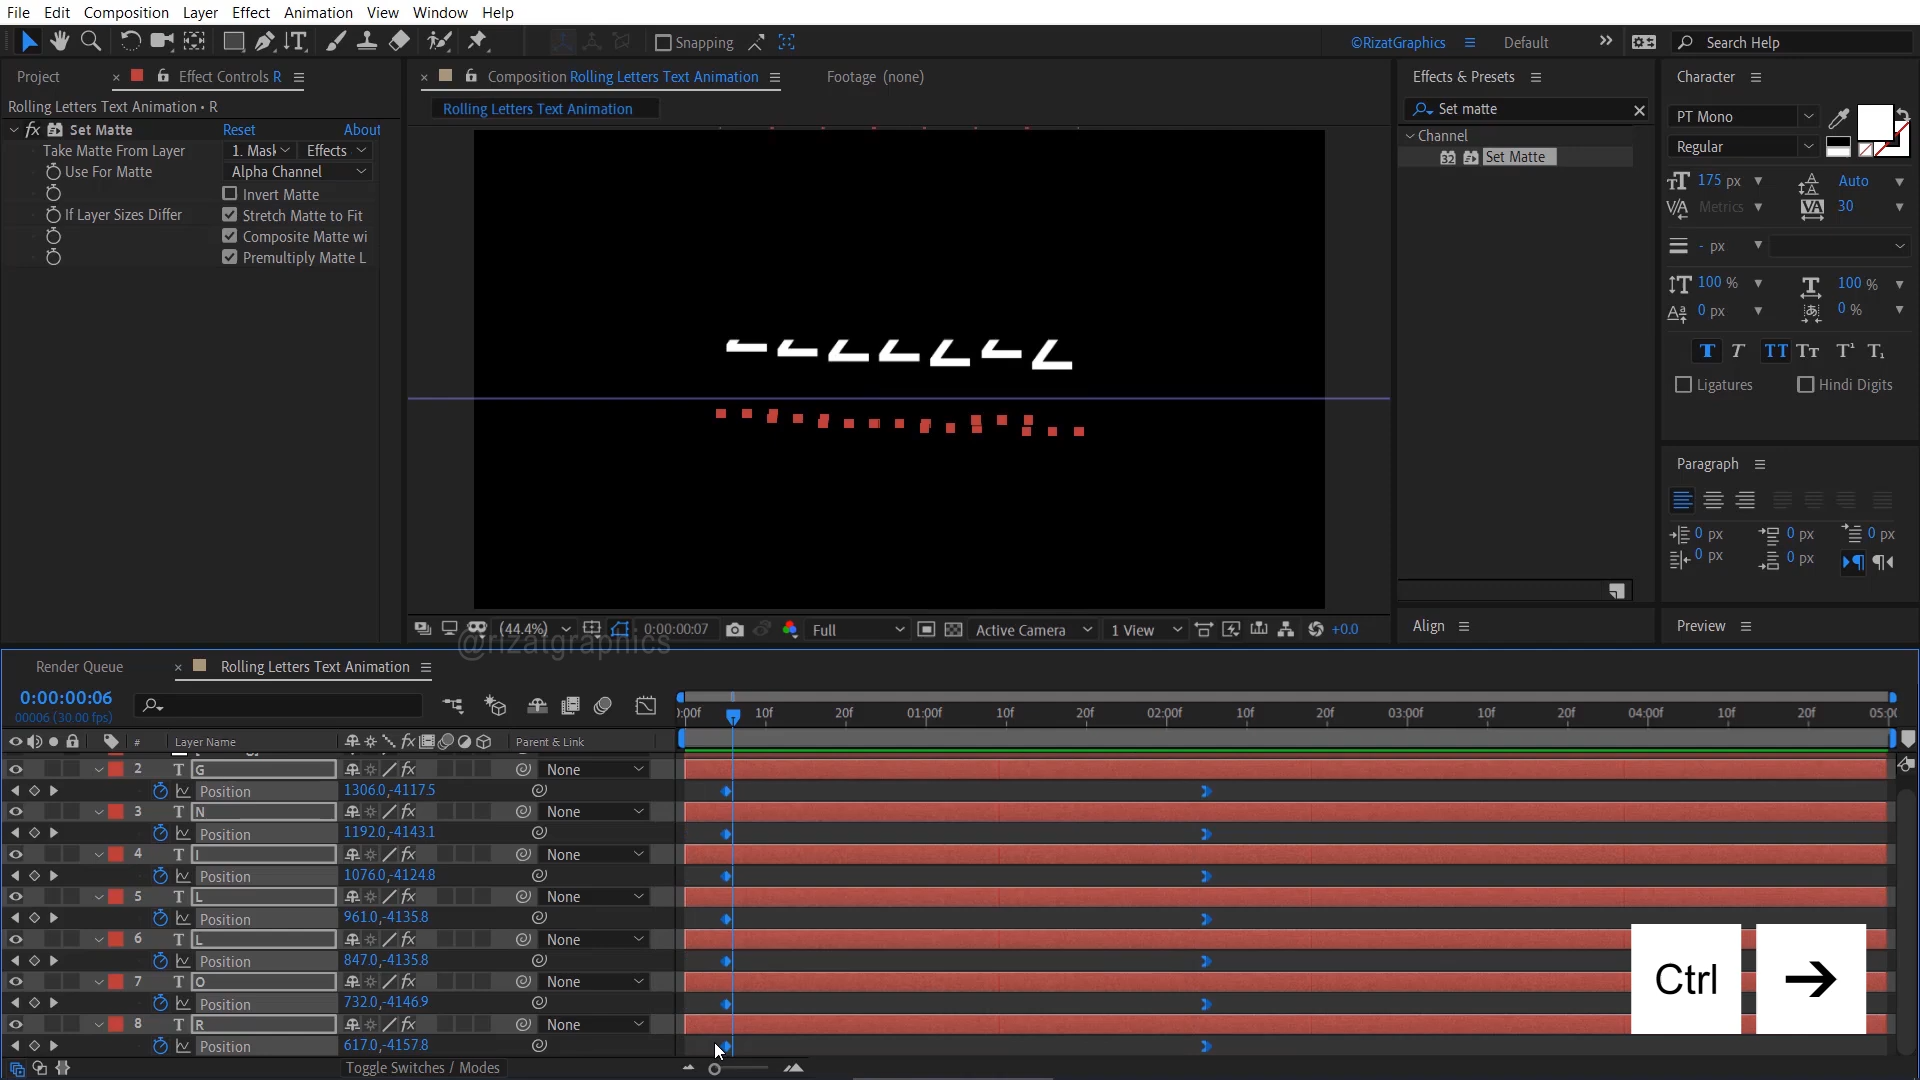 File Edit Composition Layer Effect Animation View Window Help
Snapping
©RizatGraphics Default Search Help
Project Effect Controls R
Composition Rolling Letters Text Animation Footage (none)
Effects & Presets
Character
Rolling Letters Text Animation • R
Rolling Letters Text Animation
Set matte
fx Set Matte Reset About
Take Matte From Layer 1. Mask Effects
Use For Matte Alpha Channel
Invert Matte
If Layer Sizes Differ Stretch Matte to Fit
Composite Matte wi
Premultiply Matte L
Channel
32 Set Matte
PT Mono
Regular
175 px Auto
Metrics 30
- px
100 % 100 %
0 px 0 %
T T TT Tт T¹ T₁
Ligatures Hindi Digits
Paragraph
0 px 0 px 0 px
0 px 0 px
Align Preview
(44.4%) 0:00:00:07 Full Active Camera 1 View +0.0
@rizatgraphics
Render Queue Rolling Letters Text Animation
0:00:00:06
00006 (30.00 fps)
):00f 10f 20f 01:00f 10f 20f 02:00f 10f 20f 03:00f 10f 20f 04:00f 10f 20f 05:00
# Layer Name fx Parent & Link
2 T G fx None
Position 1306.0,-4117.5
3 T N fx None
Position 1192.0,-4143.1
4 T I fx None
Position 1076.0,-4124.8
5 T L fx None
Position 961.0,-4135.8
6 T L fx None
Position 847.0,-4135.8
7 T O fx None
Position 732.0,-4146.9
8 T R fx None
Position 617.0,-4157.8
Toggle Switches / Modes
Ctrl →